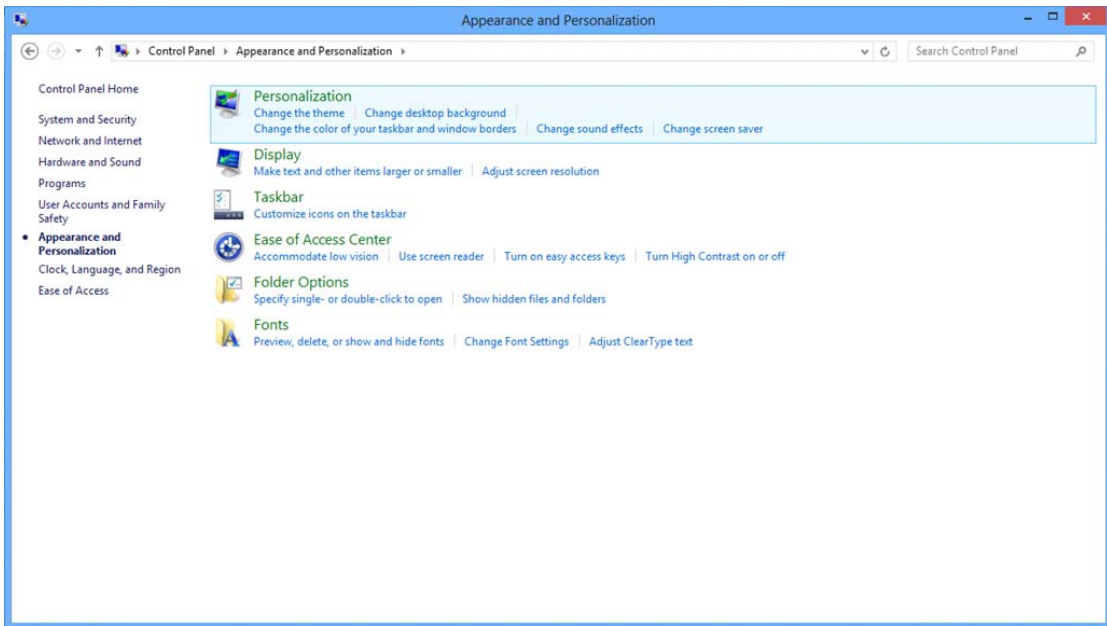 Appearance and Personalization
Control Panel Appearance and Personalization
Search Control Panel
Control Panel Home
System and Security
Network and Internet
Hardware and Sound
Programs
User Accounts and Family
Safety
Appearance and
Personalization
Clock, Language, and Region
Ease of Access
Personalization
Change the theme Change desktop background
Change the color of your taskbar and window borders Change sound effects Change screen saver
Display
Make text and other items larger or smaller Adjust screen resolution
Taskbar
Customize icons on the taskbar
Ease of Access Center
Accommodate low vision Use screen reader Turn on easy access keys Turn High Contrast on or off
Folder Options
Specify single- or double-click to open Show hidden files and folders
Fonts
Preview, delete, or show and hide fonts Change Font Settings Adjust ClearType text